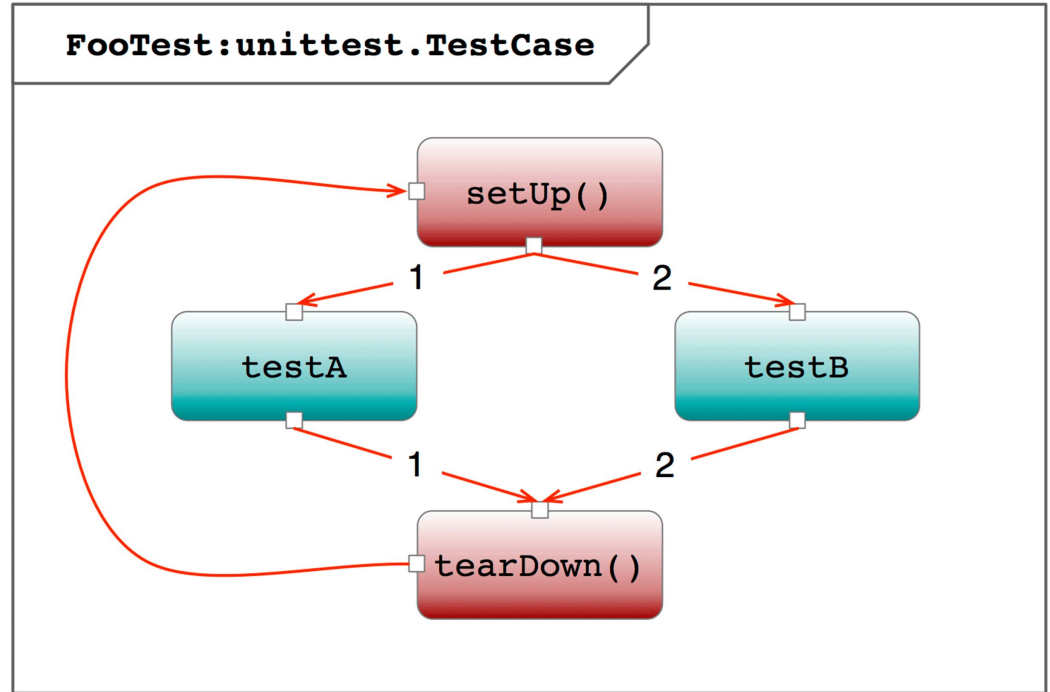 FooTest:unittest.TestCase
setUp()
1
2
testA
testB
1
2
tearDown()